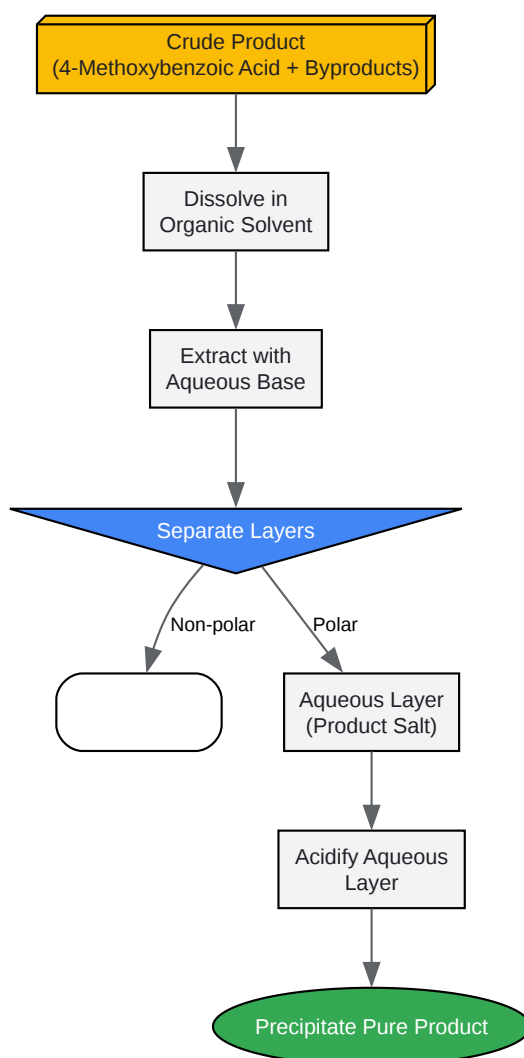 Crude Product
(4-Methoxybenzoic Acid + Byproducts)
Dissolve in
Organic Solvent
Extract with
Aqueous Base
Separate Layers
Non-polar
Polar
Aqueous Layer
(Product Salt)
Acidify Aqueous
Layer
Precipitate Pure Product